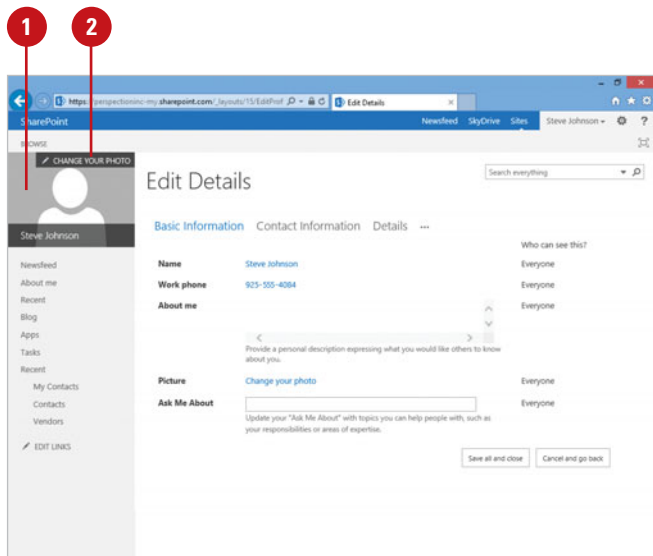 1 2
https://perspectioninc-my.sharepoint.com/_layouts/15/EditProf
Edit Details
SharePoint
Newsfeed SkyDrive Sites Steve Johnson
BROWSE
CHANGE YOUR PHOTO
Edit Details
Search everything
Steve Johnson
Basic Information Contact Information Details ...
Who can see this?
Newsfeed
About me
Recent
Blog
Apps
Tasks
Recent
My Contacts
Contacts
Vendors
EDIT LINKS
Name Steve Johnson Everyone
Work phone 925-555-4084 Everyone
About me Everyone
Provide a personal description expressing what you would like others to know
about you.
Picture Change your photo Everyone
Ask Me About Everyone
Update your "Ask Me About" with topics you can help people with, such as
your responsibilities or areas of expertise.
Save all and close Cancel and go back